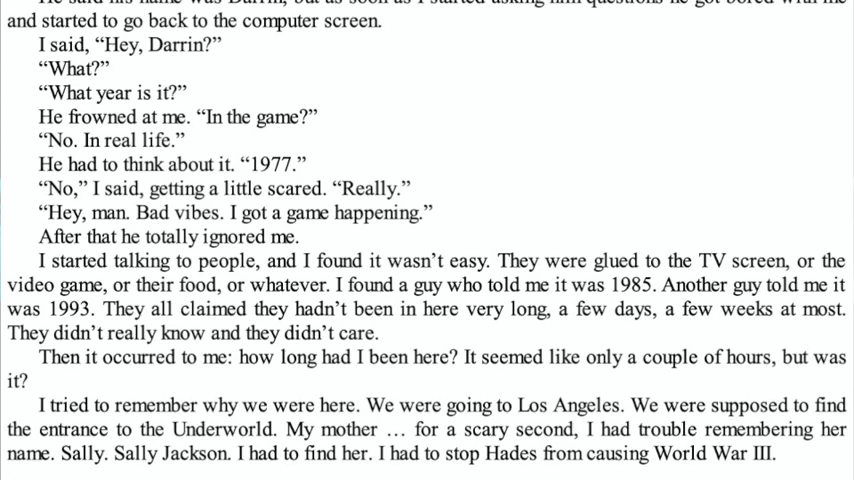 and started to go back to the computer screen.
I said, “Hey, Darrin?”
“What?”
“What year is it?”
He frowned at me. “In the game?”
“No. In real life.”
He had to think about it. “1977.”
“No,” I said, getting a little scared. “Really.”
“Hey, man. Bad vibes. I got a game happening.”
After that he totally ignored me.
I started talking to people, and I found it wasn’t easy. They were glued to the TV screen, or the
video game, or their food, or whatever. I found a guy who told me it was 1985. Another guy told me it
was 1993. They all claimed they hadn’t been in here very long, a few days, a few weeks at most.
They didn’t really know and they didn’t care.
Then it occurred to me: how long had I been here? It seemed like only a couple of hours, but was
it?
I tried to remember why we were here. We were going to Los Angeles. We were supposed to find
the entrance to the Underworld. My mother … for a scary second, I had trouble remembering her
name. Sally. Sally Jackson. I had to find her. I had to stop Hades from causing World War III.